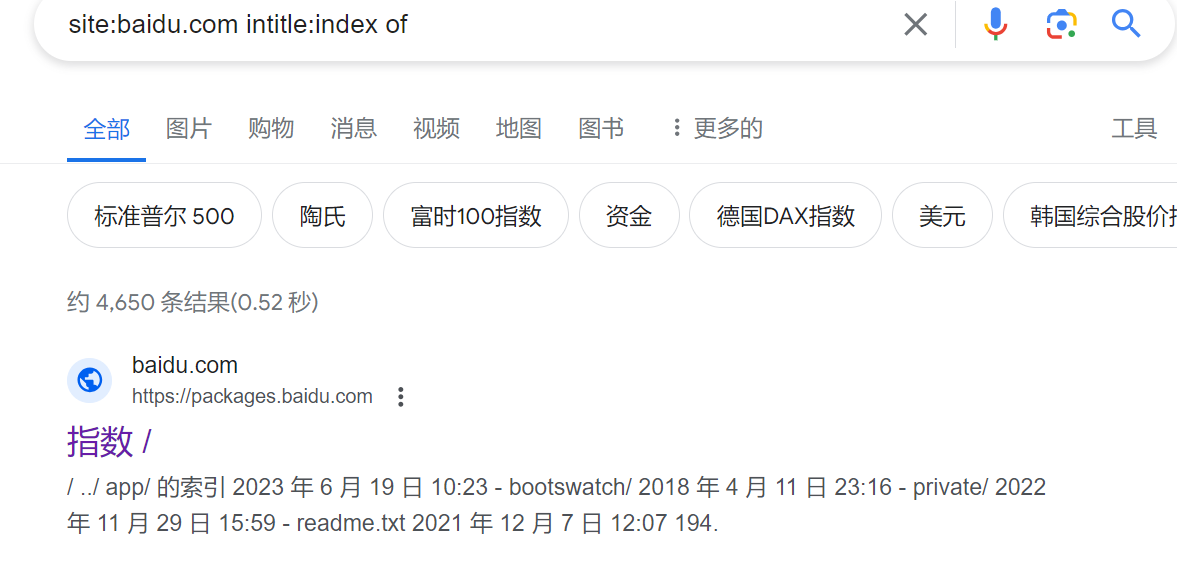 site:baidu.com intitle:index of
全部 图片 购物 消息 视频 地图 图书 更多的 工具
标准普尔 500 陶氏 富时100指数 资金 德国DAX指数 美元 韩国综合股价
约 4,650 条结果(0.52 秒)
baidu.com
https://packages.baidu.com
指数 /
/ ../ app/ 的索引 2023 年 6 月 19 日 10:23 - bootswatch/ 2018 年 4 月 11 日 23:16 - private/ 2022
年 11 月 29 日 15:59 - readme.txt 2021 年 12 月 7 日 12:07 194.